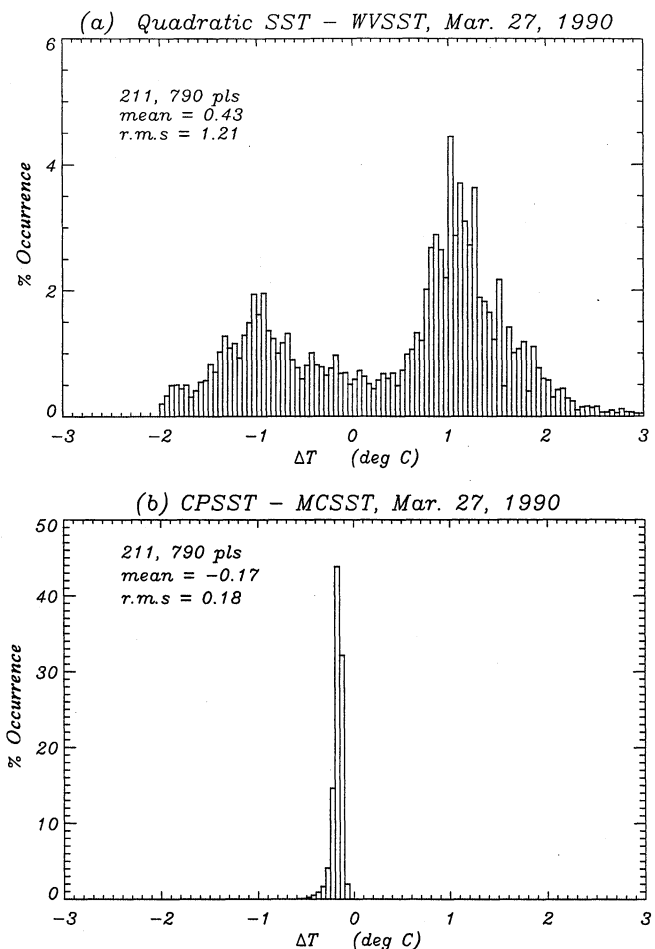 (a) Quadratic SST − WVSST, Mar. 27, 1990
6
211, 790 pls
mean = 0.43
r.m.s = 1.21
4
% Occurrence
2
0
−3 −2 −1 0 1 2 3
ΔT (deg C)
(b) CPSST − MCSST, Mar. 27, 1990
50
211, 790 pls
mean = −0.17
r.m.s = 0.18
40
30
% Occurrence
20
10
0
−3 −2 −1 0 1 2 3
ΔT (deg C)